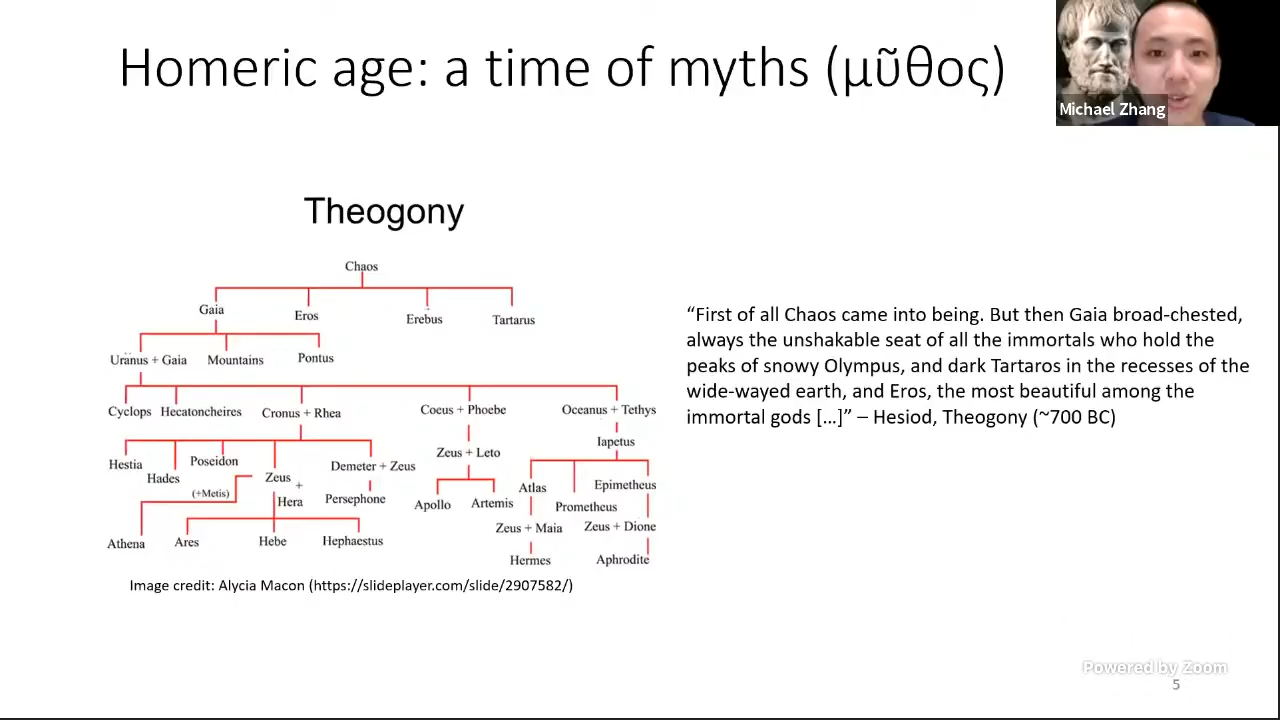 Homeric age: a time of myths (μῦθος)
Michael Zhang
Theogony
Chaos
Gaia Eros Erebus Tartarus
Uranus + Gaia Mountains Pontus
Cyclops Hecatoncheires Cronus + Rhea Coeus + Phoebe Oceanus + Tethys
Iapetus
Hestia Hades Poseidon Zeus + Hera Demeter + Zeus Zeus + Leto
(+Metis)
Persephone Apollo Artemis Atlas Prometheus Epimetheus
Zeus + Maia Zeus + Dione
Athena Ares Hebe Hephaestus Hermes Aphrodite
Image credit: Alycia Macon (https://slideplayer.com/slide/2907582/)
“First of all Chaos came into being. But then Gaia broad-chested,
always the unshakable seat of all the immortals who hold the
peaks of snowy Olympus, and dark Tartaros in the recesses of the
wide-wayed earth, and Eros, the most beautiful among the
immortal gods […]” – Hesiod, Theogony (~700 BC)
Powered by Zoom
5